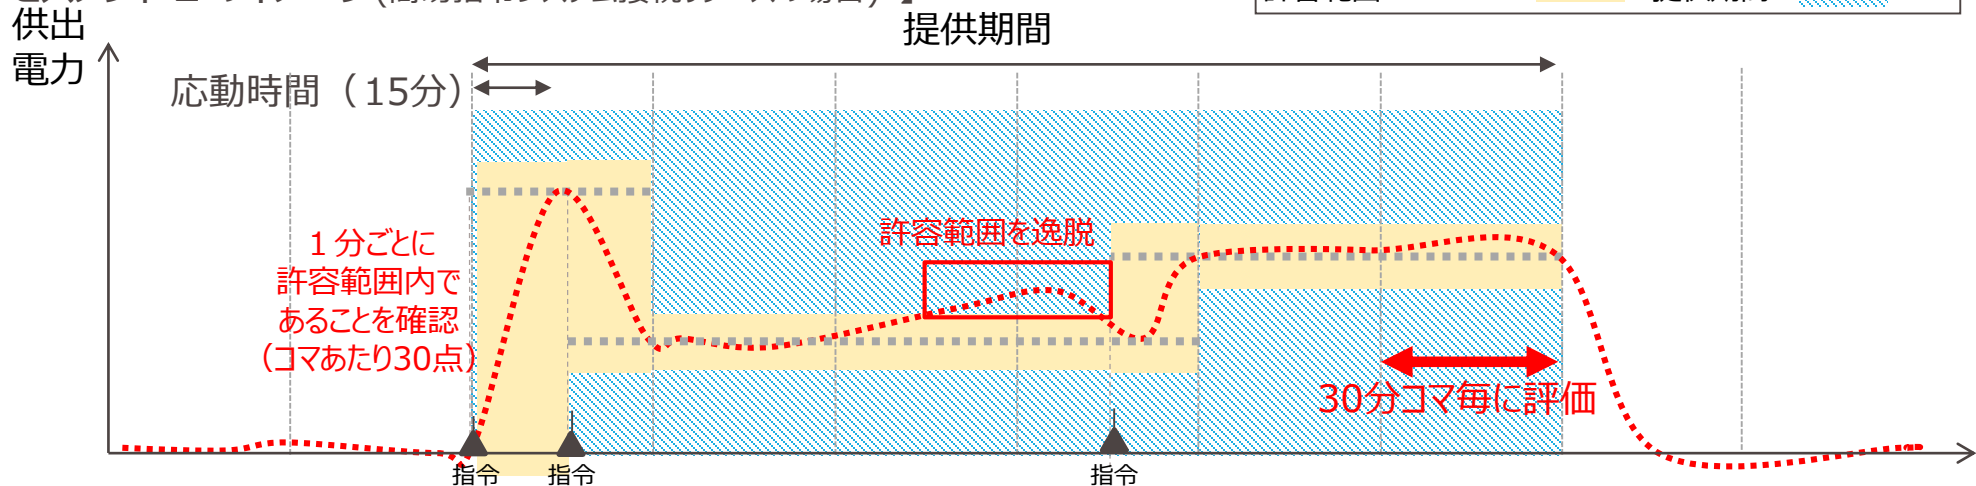 供出
電力
提供期間
応動時間（15分）
許容範囲を逸脱
１分ごとに
許容範囲内で
あることを確認
（コマあたり30点）
30分コマ毎に評価
指令
指令
指令